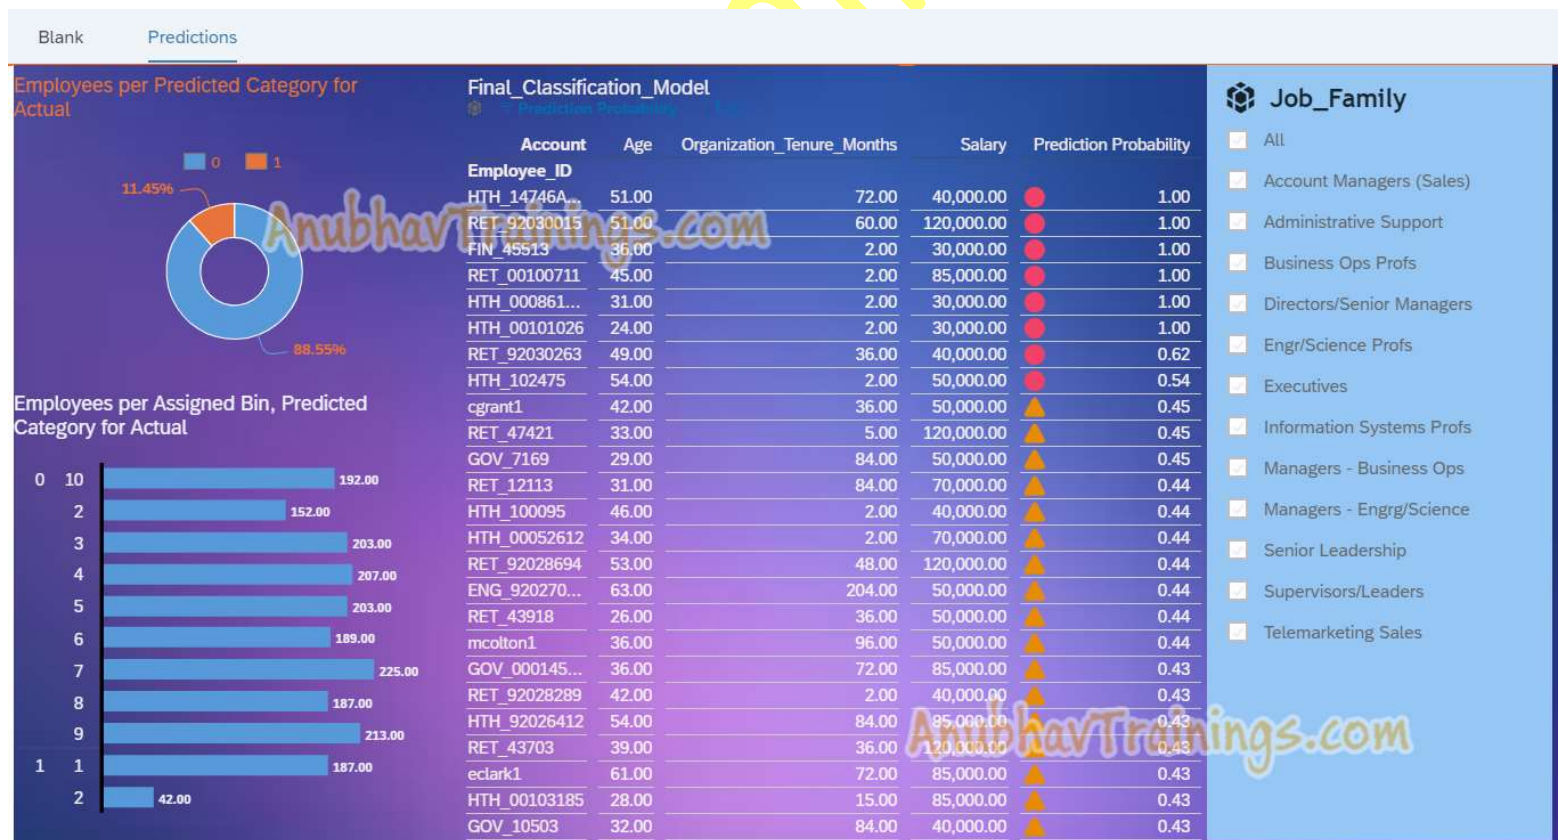 Blank Predictions
Employees per Predicted Category for
Actual
0 1
11.45%
88.55%
Employees per Assigned Bin, Predicted
Category for Actual
0 10 192.00
2 152.00
3 203.00
4 207.00
5 203.00
6 189.00
7 225.00
8 187.00
9 213.00
1 1 187.00
2 42.00
Final_Classification_Model
Prediction Probability
Account Age Organization_Tenure_Months Salary Prediction Probability
Employee_ID
HTH_14746A... 51.00 72.00 40,000.00 1.00
RET_92030015 51.00 60.00 120,000.00 1.00
FIN_45513 36.00 2.00 30,000.00 1.00
RET_00100711 45.00 2.00 85,000.00 1.00
HTH_000861... 31.00 2.00 30,000.00 1.00
HTH_00101026 24.00 2.00 30,000.00 1.00
RET_92030263 49.00 36.00 40,000.00 0.62
HTH_102475 54.00 2.00 50,000.00 0.54
cgrant1 42.00 36.00 50,000.00 0.45
RET_47421 33.00 5.00 120,000.00 0.45
GOV_7169 29.00 84.00 50,000.00 0.45
RET_12113 31.00 84.00 70,000.00 0.44
HTH_100095 46.00 2.00 40,000.00 0.44
HTH_00052612 34.00 2.00 70,000.00 0.44
RET_92028694 53.00 48.00 120,000.00 0.44
ENG_920270... 63.00 204.00 50,000.00 0.44
RET_43918 26.00 36.00 50,000.00 0.44
mcolton1 36.00 96.00 50,000.00 0.44
GOV_000145... 36.00 72.00 85,000.00 0.43
RET_92028289 42.00 2.00 40,000.00 0.43
HTH_92026412 54.00 84.00 85,000.00 0.43
RET_43703 39.00 36.00 120,000.00 0.43
eclark1 61.00 72.00 85,000.00 0.43
HTH_00103185 28.00 15.00 85,000.00 0.43
GOV_10503 32.00 84.00 40,000.00 0.43
Job_Family
All
Account Managers (Sales)
Administrative Support
Business Ops Profs
Directors/Senior Managers
Engr/Science Profs
Executives
Information Systems Profs
Managers - Business Ops
Managers - Engrg/Science
Senior Leadership
Supervisors/Leaders
Telemarketing Sales
AnubhavTrainings.com
AnubhavTrainings.com